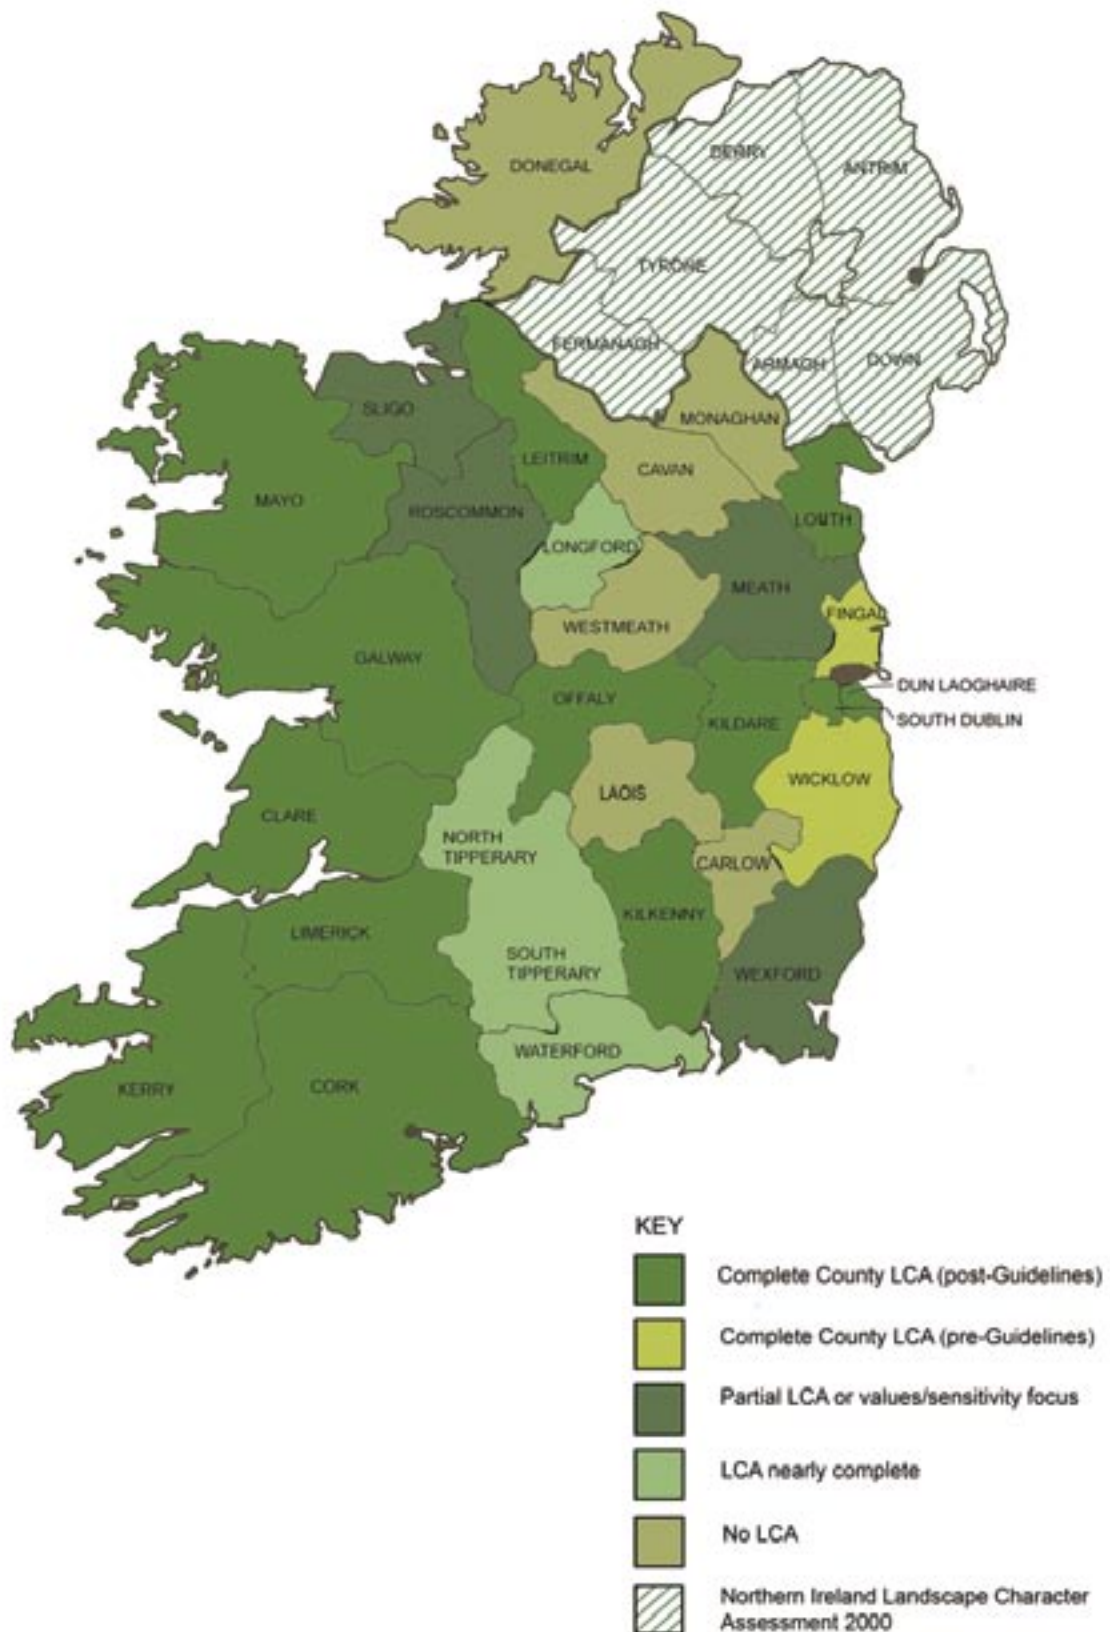 DONEGAL
DERRY
ANTRIM
TYRONE
FERMANAGH
ARMAGH
DOWN
MONAGHAN
SLIGO
LEITRIM
CAVAN
MAYO
ROSCOMMON
LOUTH
LONGFORD
MEATH
FINGAL
WESTMEATH
GALWAY
DUN LAOGHAIRE
OFFALY
SOUTH DUBLIN
KILDARE
WICKLOW
LAOIS
CLARE
NORTH
TIPPERARY
CARLOW
KILKENNY
LIMERICK
SOUTH
TIPPERARY
WEXFORD
WATERFORD
KERRY
CORK
KEY
Complete County LCA (post-Guidelines)
Complete County LCA (pre-Guidelines)
Partial LCA or values/sensitivity focus
LCA nearly complete
No LCA
Northern Ireland Landscape Character
Assessment 2000